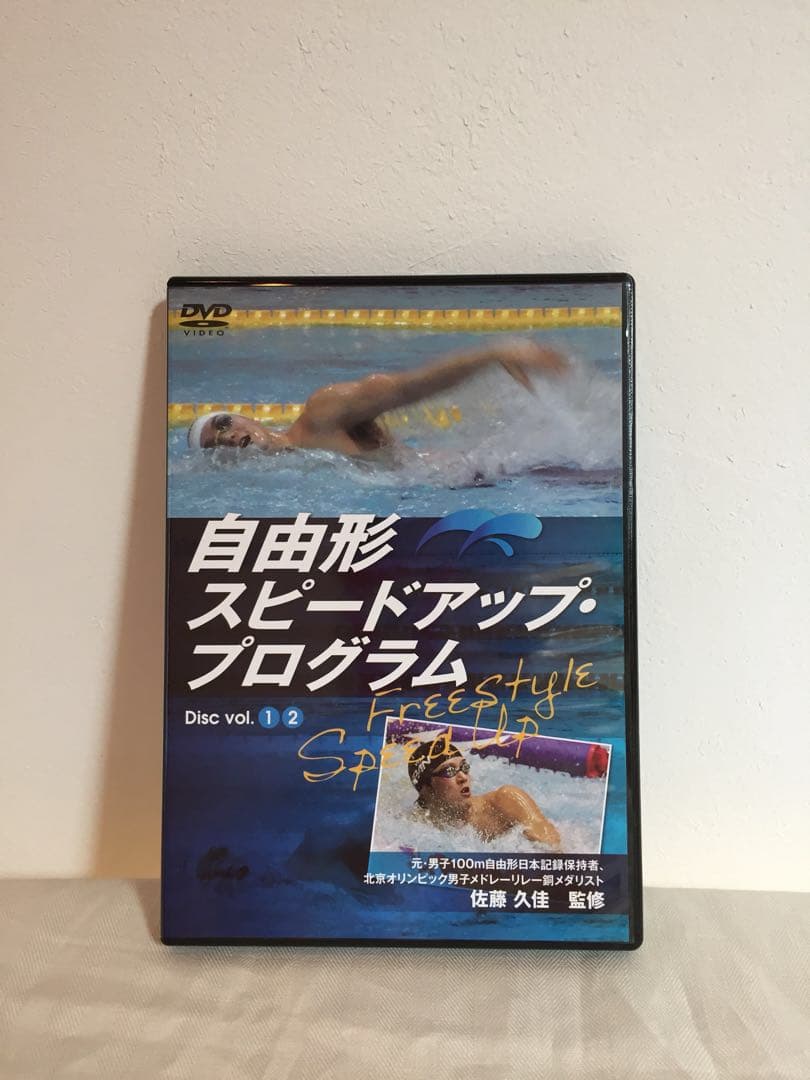 DVD
VIDEO
自由形
スピードアップ・
プログラム
Freestyle
Speed Up
Disc vol. 1 2
元・男子100m自由形日本記録保持者、
北京オリンピック男子メドレーリレー銅メダリスト
佐藤 久佳 監修